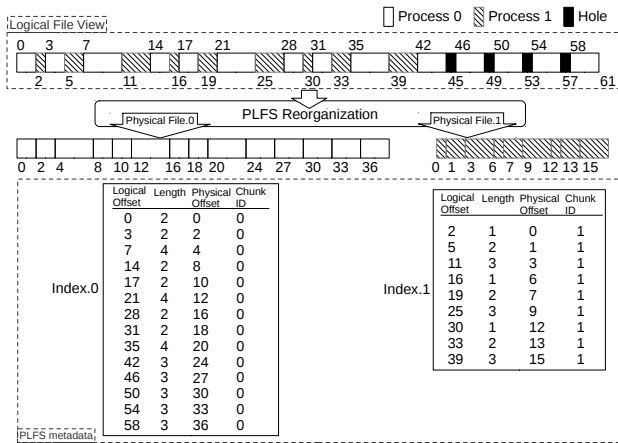 Process 0 Process 1 Hole
Logical File View
0 3 7 14 17 21 28 31 35 42 46 50 54 58
2 5 11 16 19 25 30 33 39 45 49 53 57 61
PLFS Reorganization
Physical File.0 Physical File.1
0 2 4 8 10 12 16 18 20 24 27 30 33 36
0 1 3 6 7 9 12 13 15
Index.0
Logical Offset Length Physical Offset Chunk ID
0 2 0 0
3 2 2 0
7 4 4 0
14 2 8 0
17 2 10 0
21 4 12 0
28 2 16 0
31 2 18 0
35 4 20 0
42 3 24 0
46 3 27 0
50 3 30 0
54 3 33 0
58 3 36 0
Index.1
Logical Offset Length Physical Offset Chunk ID
2 1 0 1
5 2 1 1
11 3 3 1
16 1 6 1
19 2 7 1
25 3 9 1
30 1 12 1
33 2 13 1
39 3 15 1
PLFS metadata